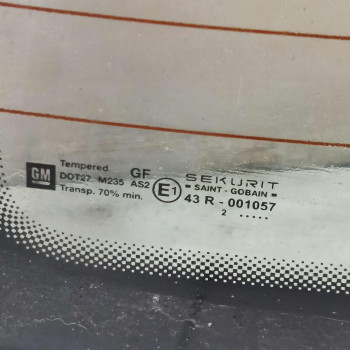 GM
Tempered GF
DOT27 M235 AS2
Transp. 70% min.
E1
SEKURIT
SAINT - GOBAIN
43 R - 001057
2 .